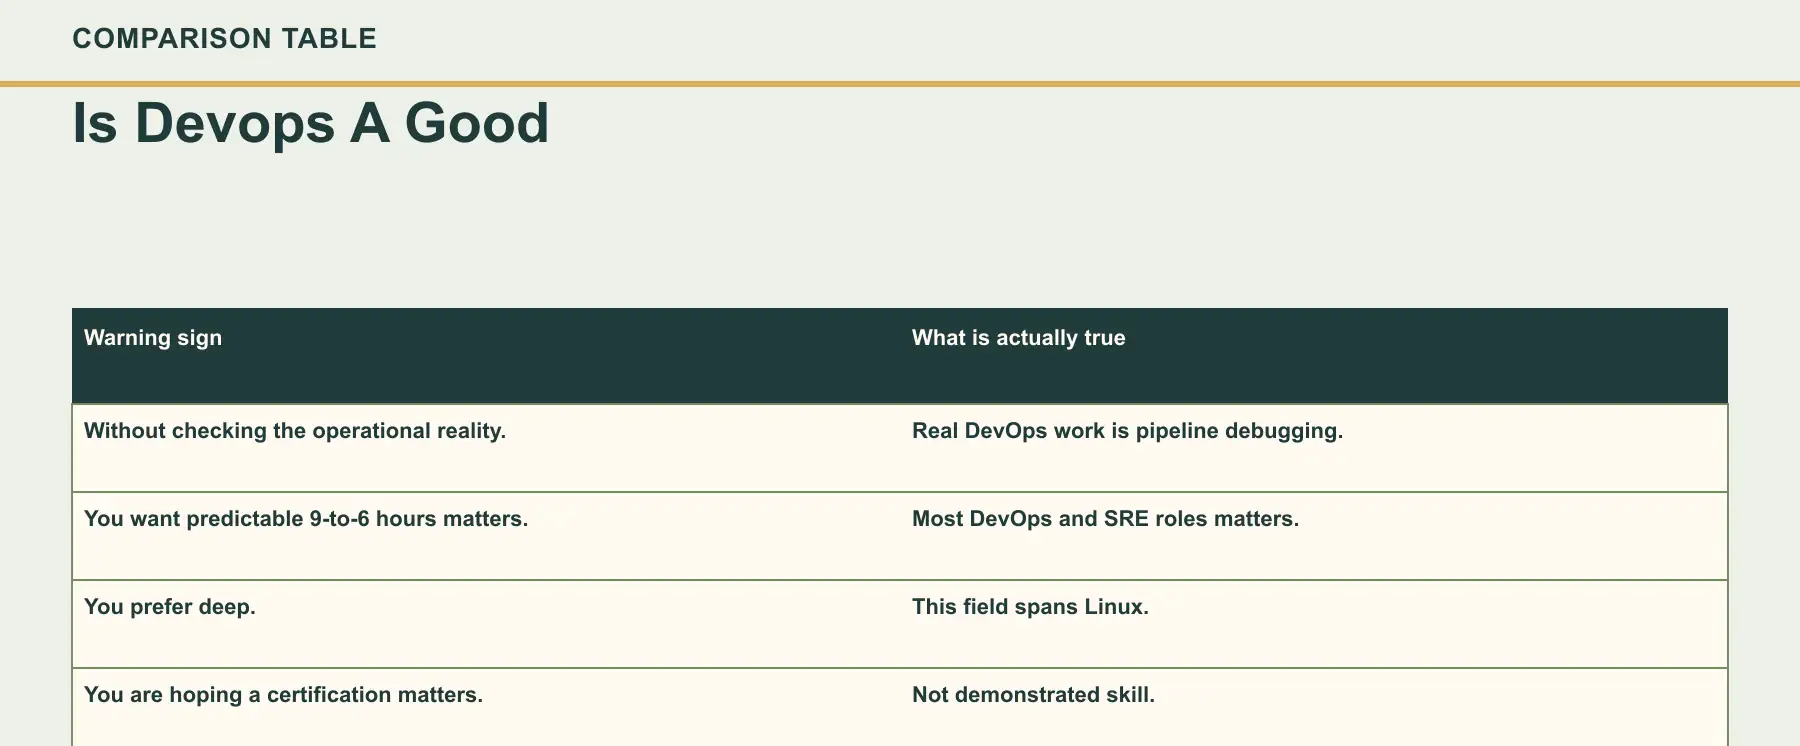 COMPARISON TABLE
Is Devops A Good
Warning sign What is actually true
Without checking the operational reality. Real DevOps work is pipeline debugging.
You want predictable 9-to-6 hours matters. Most DevOps and SRE roles matters.
You prefer deep. This field spans Linux.
You are hoping a certification matters. Not demonstrated skill.